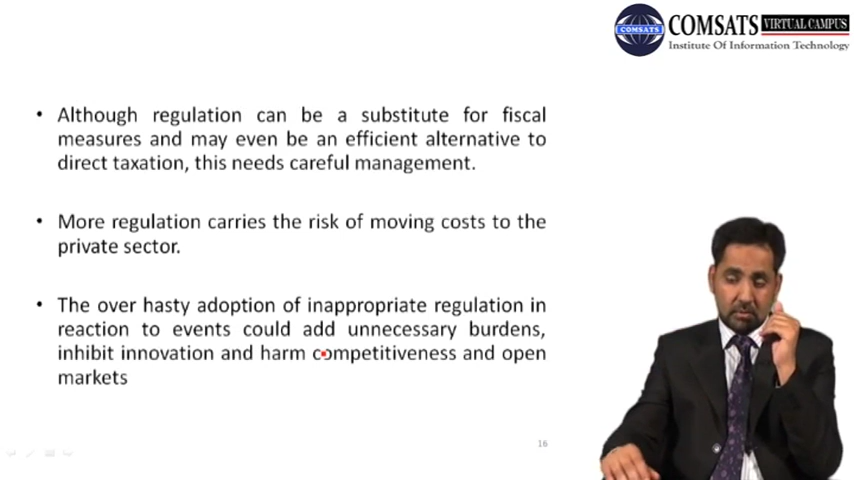 COMSATS
COMSATS VIRTUAL CAMPUS
Institute Of Information Technology
• Although regulation can be a substitute for fiscal
measures and may even be an efficient alternative to
direct taxation, this needs careful management.
• More regulation carries the risk of moving costs to the
private sector.
• The over hasty adoption of inappropriate regulation in
reaction to events could add unnecessary burdens,
inhibit innovation and harm competitiveness and open
markets
16